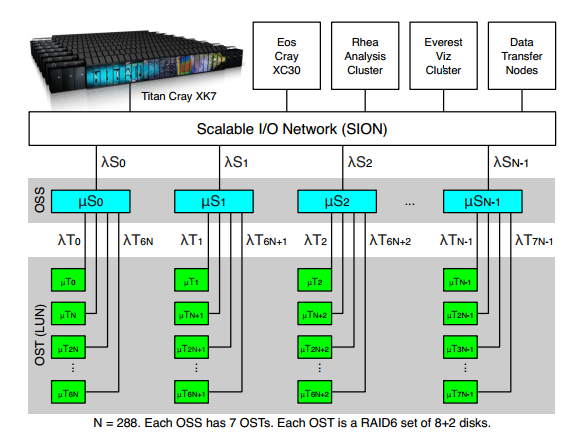 Eos
Cray
XC30
Rhea
Analysis
Cluster
Everest
Viz
Cluster
Data
Transfer
Nodes
Titan Cray XK7
Scalable I/O Network (SION)
λS0 λS1 λS2 λSN-1
OSS
μS0 μS1 μS2 ... μSN-1
λT0 λT6N λT1 λT6N+1 λT2 λT6N+2 λTN-1 λT7N-1
OST (LUN)
μT0 μT1 μT2 μTN-1
μTN μTN+1 μTN+2 μT2N-1
μT2N μT2N+1 μT2N+2 μT3N-1
⋮ ⋮ ⋮ ⋮
μT6N μT6N+1 μT6N+2 μT7N-1
N = 288. Each OSS has 7 OSTs. Each OST is a RAID6 set of 8+2 disks.